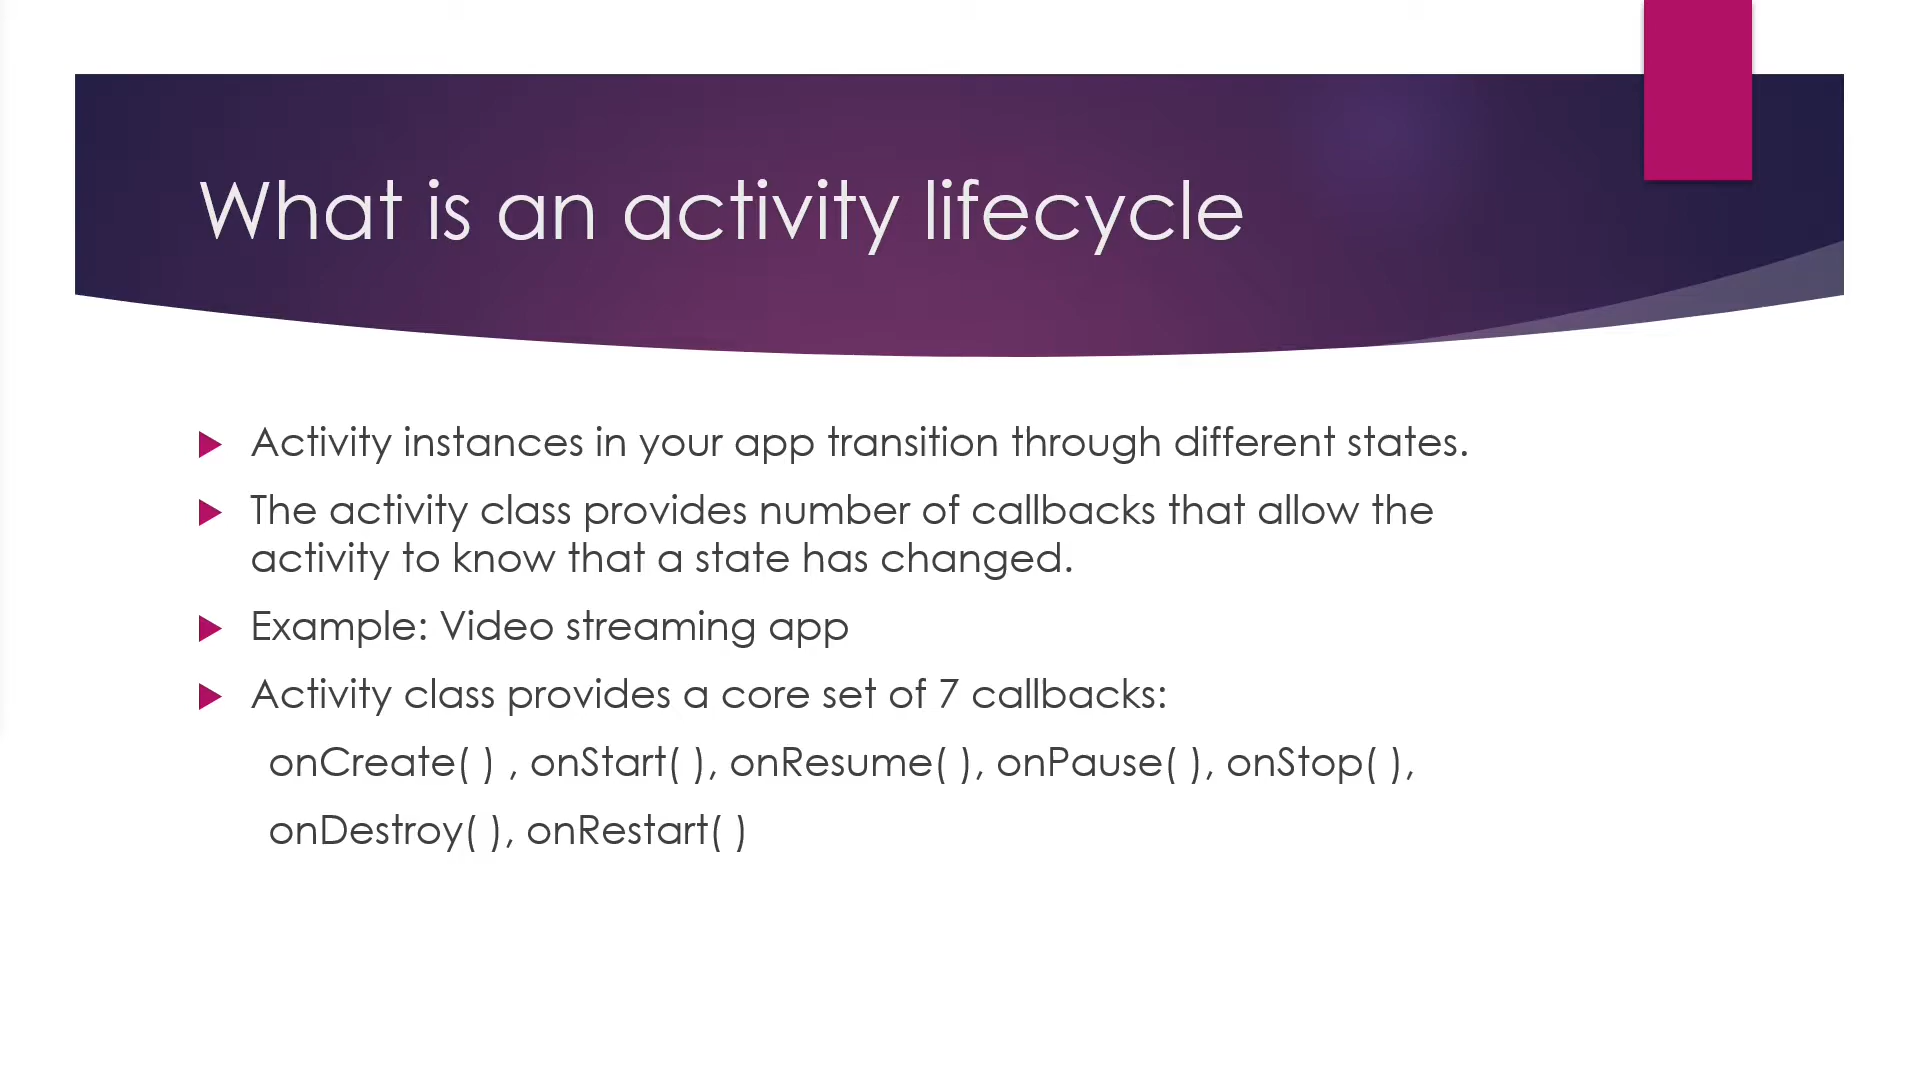 What is an activity lifecycle
Activity instances in your app transition through different states.
The activity class provides number of callbacks that allow the
activity to know that a state has changed.
Example: Video streaming app
Activity class provides a core set of 7 callbacks:
onCreate( ) , onStart( ), onResume( ), onPause( ), onStop( ),
onDestroy( ), onRestart( )